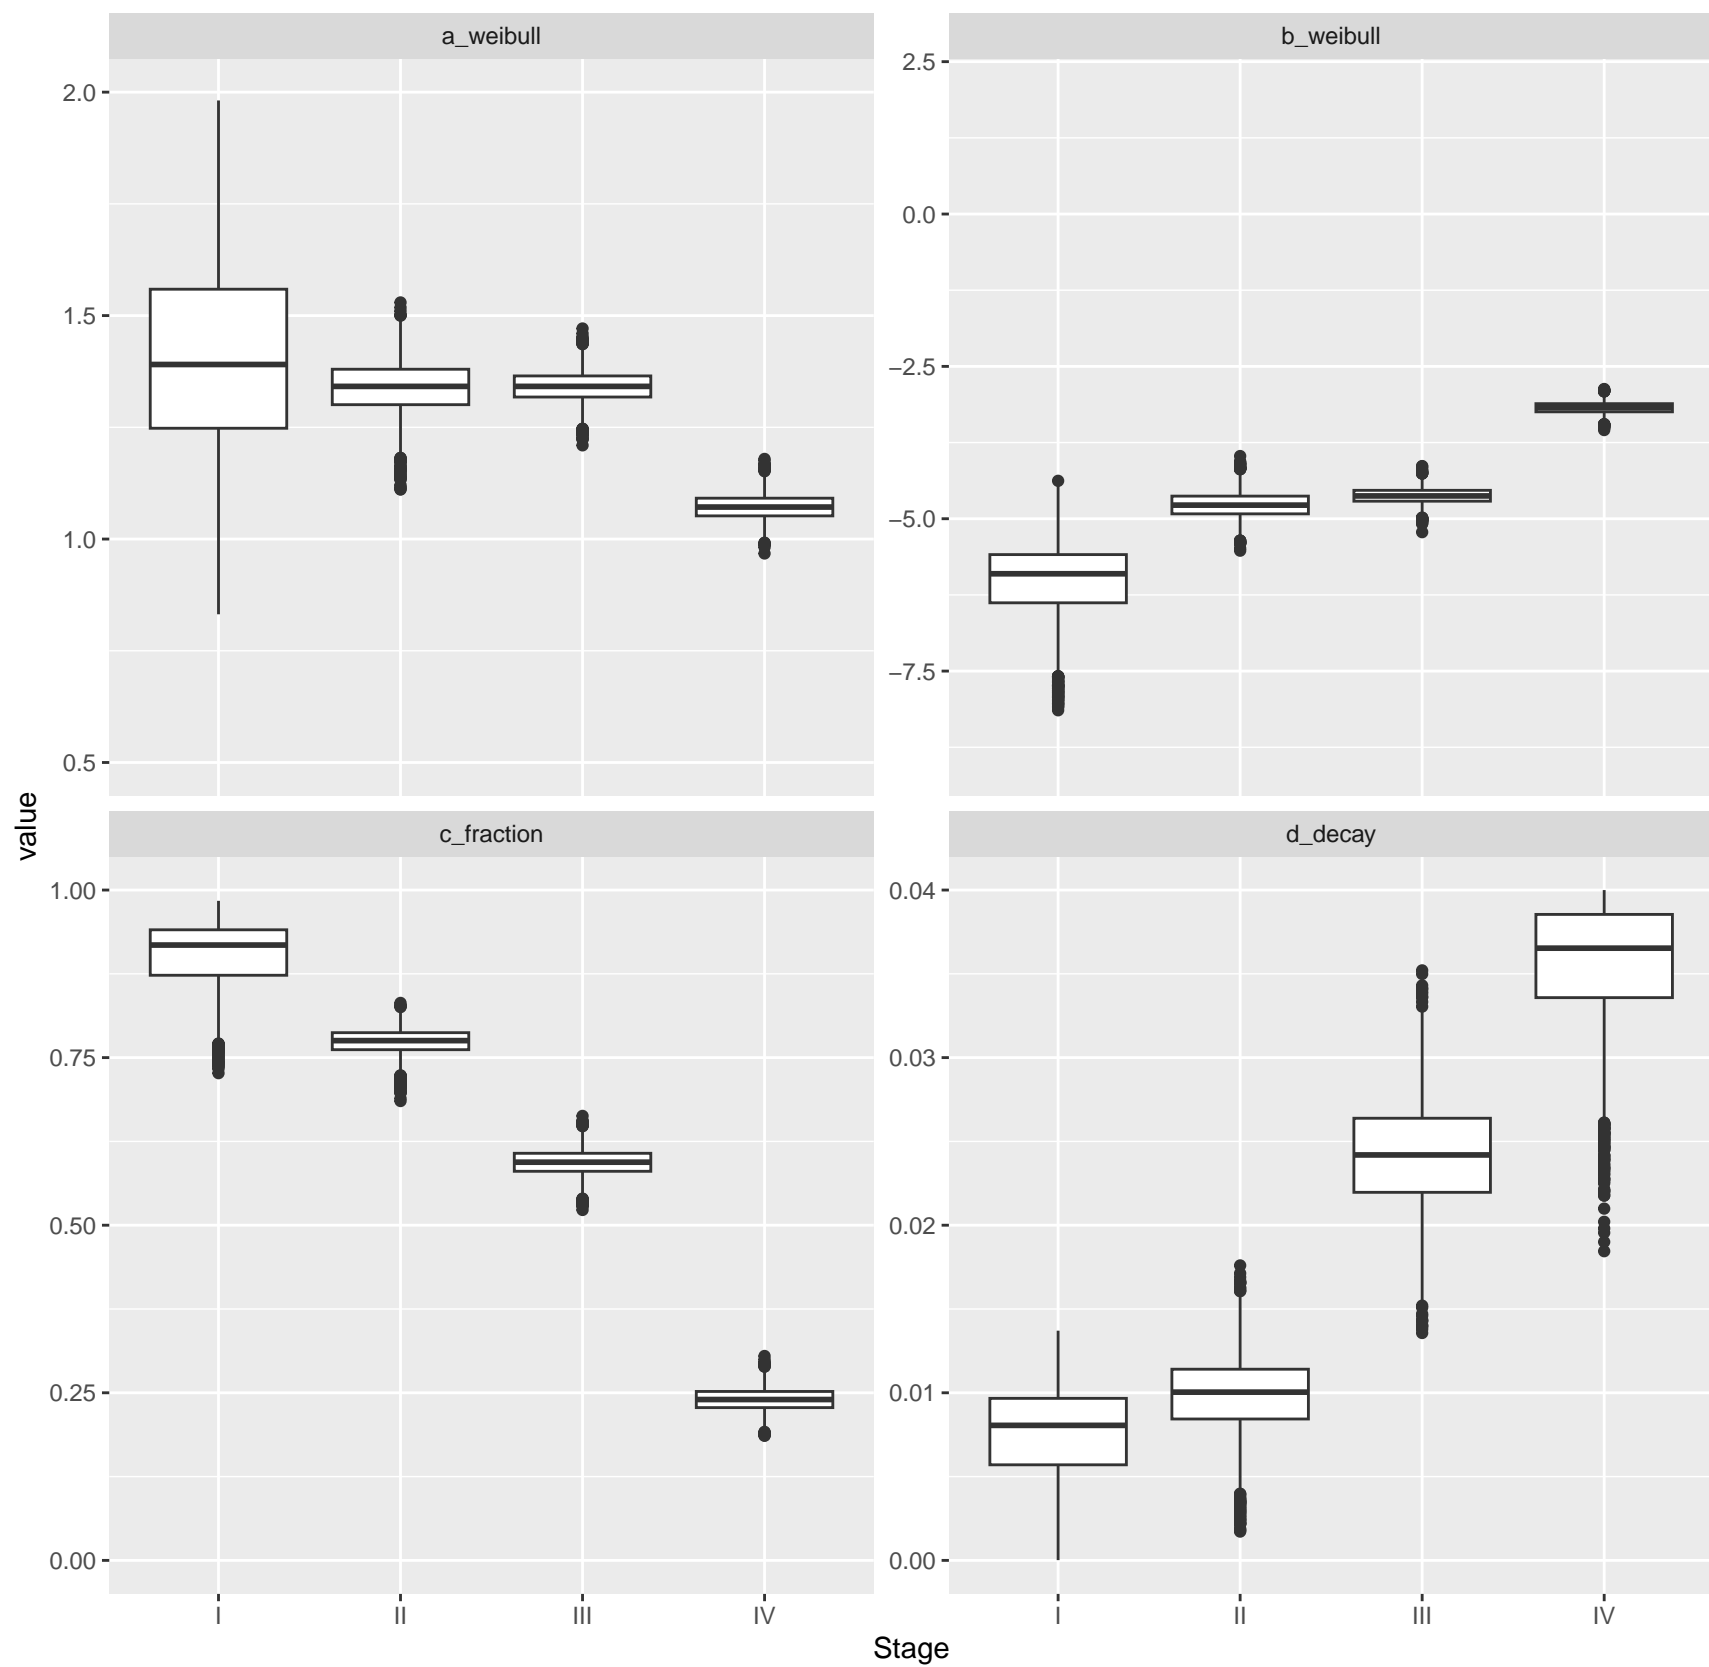 a_weibull
b_weibull
2.0
1.5
1.0
0.5
2.5
0.0
−2.5
−5.0
−7.5
value
c_fraction
d_decay
1.00
0.75
0.50
0.25
0.00
0.04
0.03
0.02
0.01
0.00
I II III IV
I II III IV
Stage